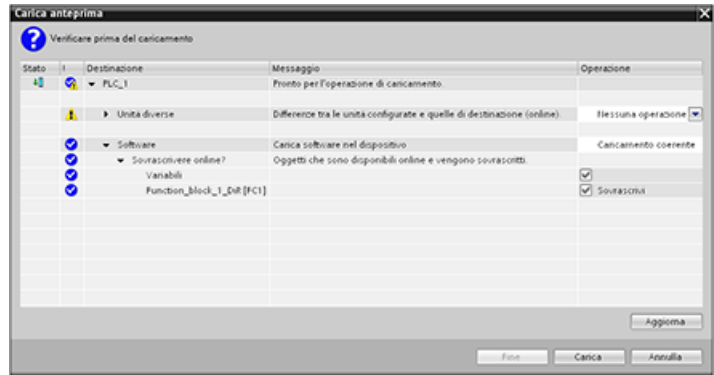 Carica anteprima
Verificare prima del caricamento
Stato ! Destinazione Messaggio Operazione
PLC_1 Pronto per l'operazione di caricamento.
Unità diverse Differenze tra le unità configurate e quelle di destinazione (online). Nessuna operazione
Software Carica software nel dispositivo Caricamento coerente
Sovrascrivere online? Oggetti che sono disponibili online e vengono sovrascritti.
Variabili
Function_block_1_DiR [FC1] Sovrascrivi
Aggiorna
Fine Carica Annulla